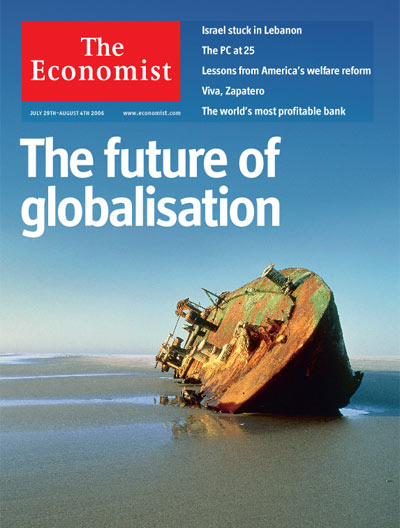 The
Economist
JULY 29TH–AUGUST 4TH 2006
www.economist.com
Israel stuck in Lebanon
The PC at 25
Lessons from America's welfare reform
Viva, Zapatero
The world's most profitable bank
The future of
globalisation